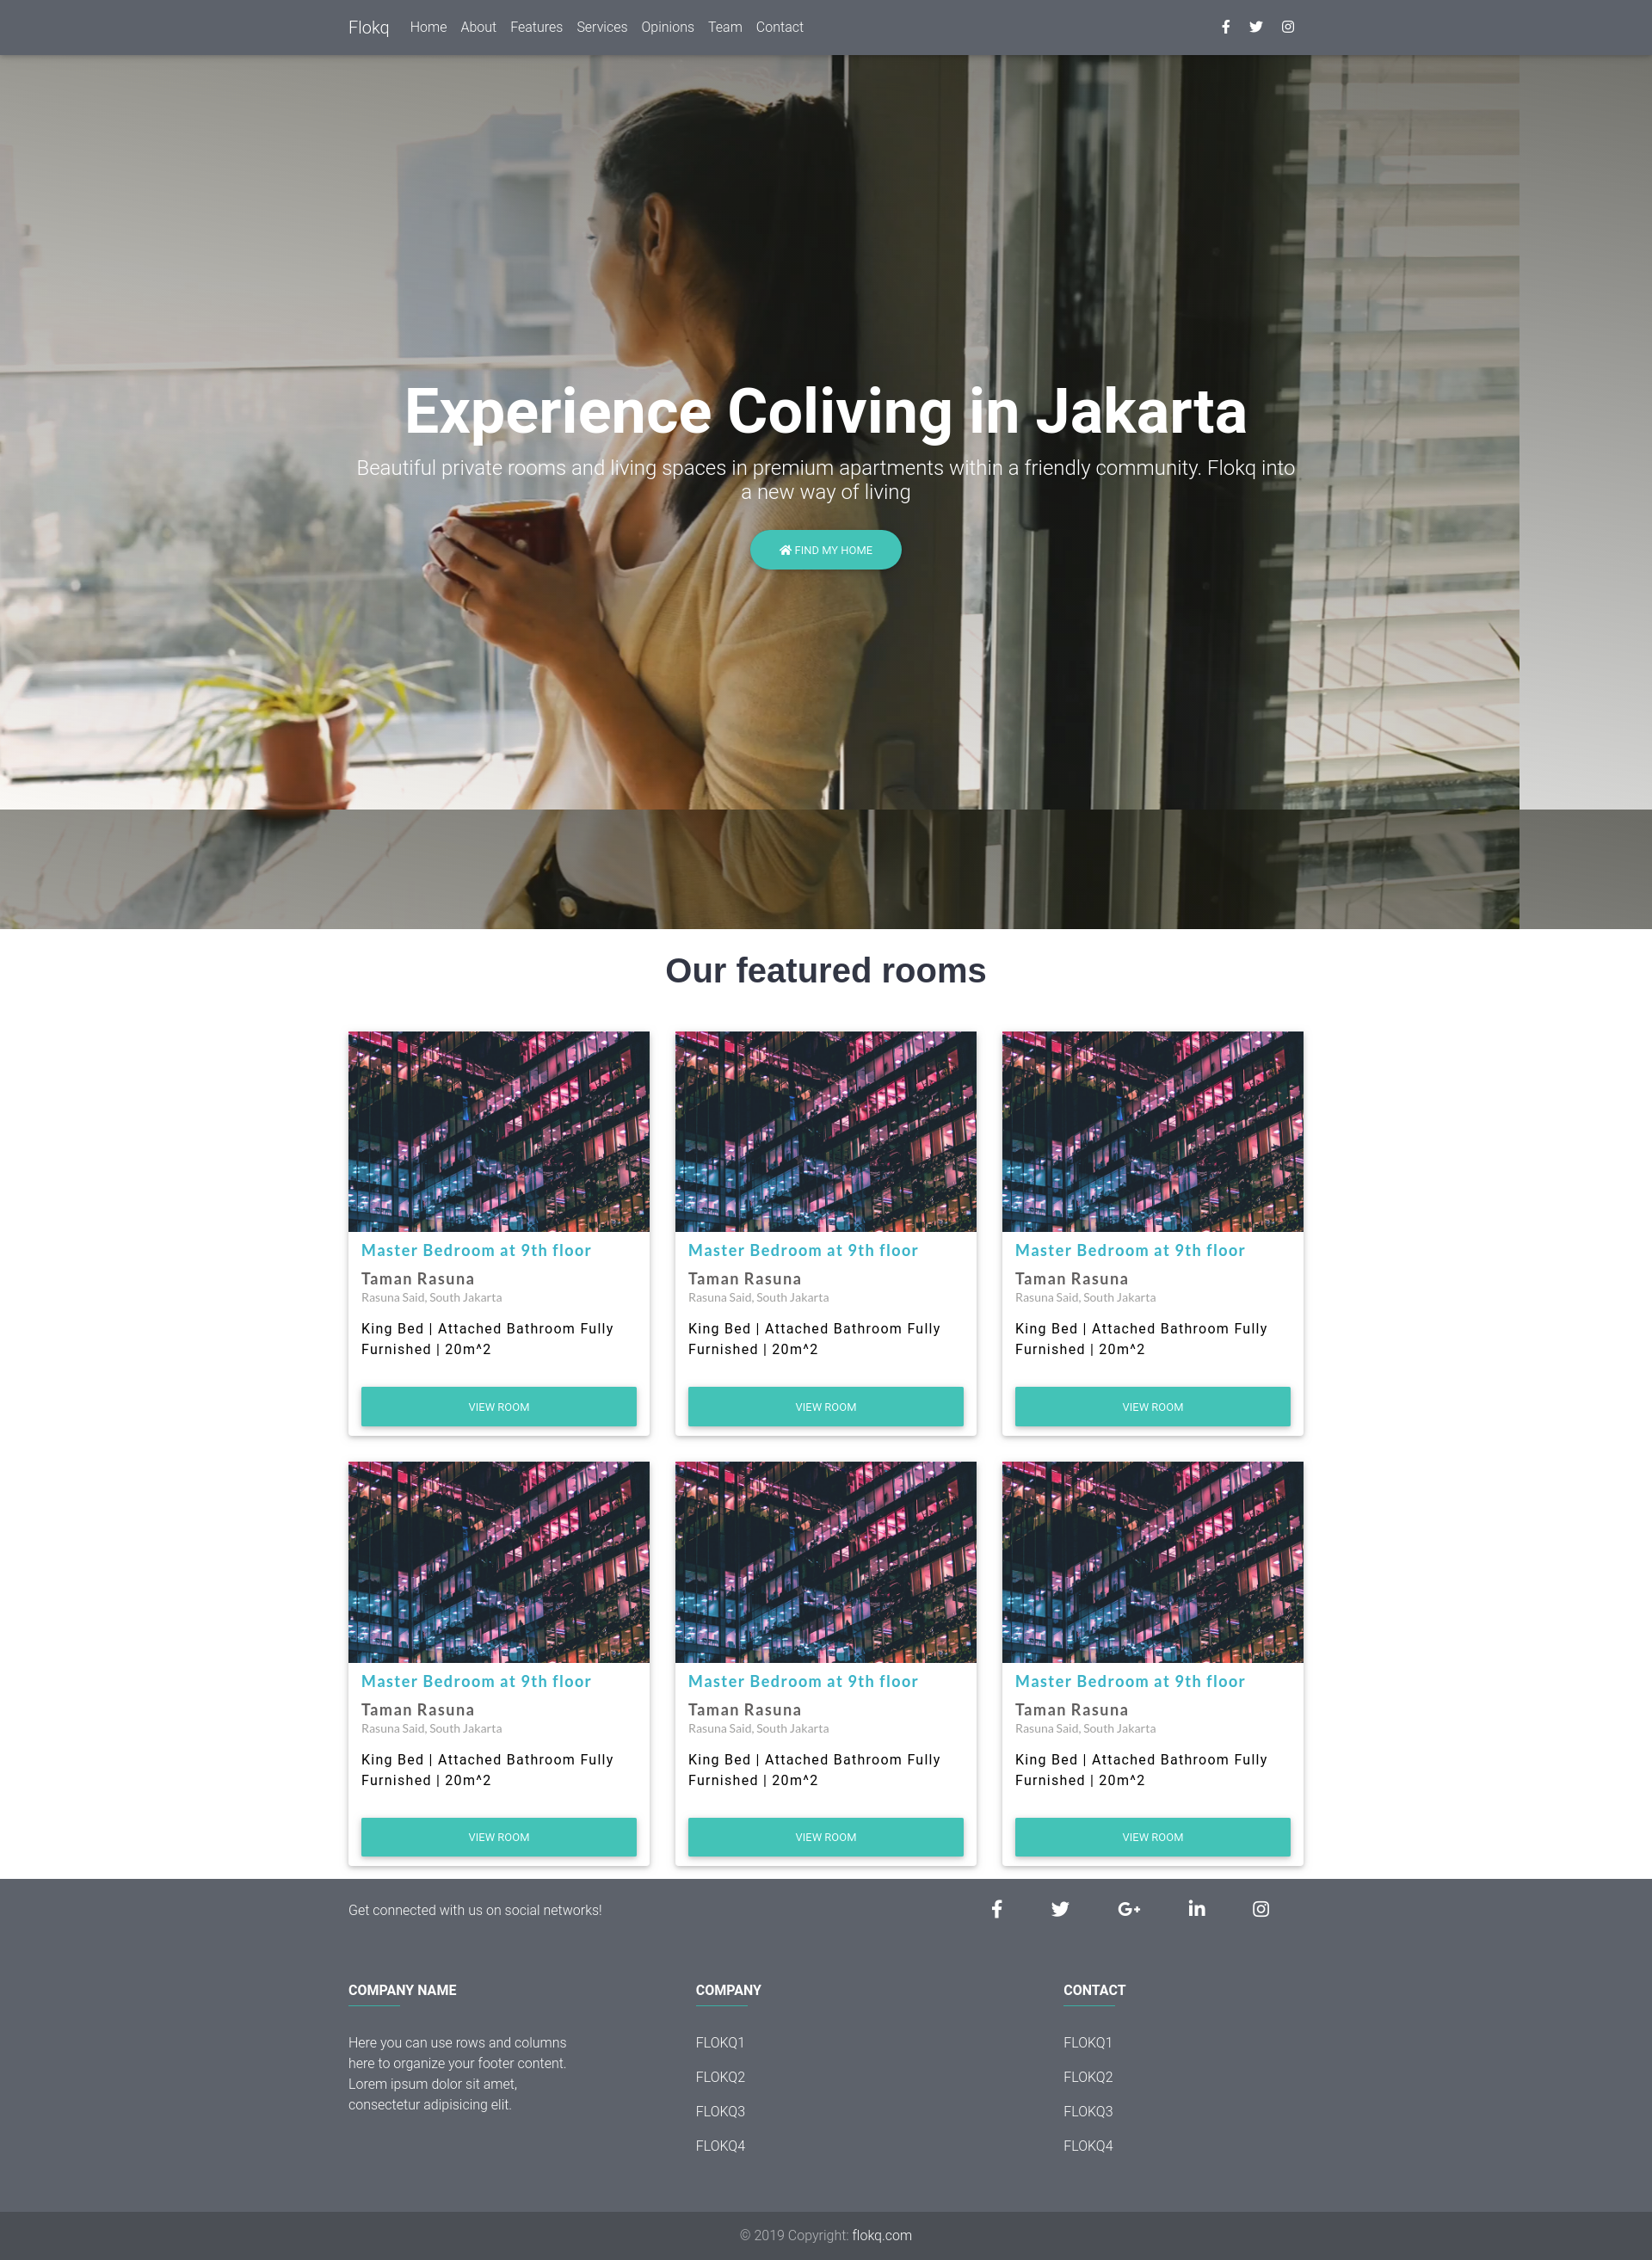 Flokq Home About Features Services Opinions Team Contact
Experience Coliving in Jakarta
Beautiful private rooms and living spaces in premium apartments within a friendly community. Flokq into
a new way of living
FIND MY HOME
Our featured rooms
Master Bedroom at 9th floor
Taman Rasuna
Rasuna Said, South Jakarta
King Bed | Attached Bathroom Fully
Furnished | 20m^2
VIEW ROOM
Master Bedroom at 9th floor
Taman Rasuna
Rasuna Said, South Jakarta
King Bed | Attached Bathroom Fully
Furnished | 20m^2
VIEW ROOM
Master Bedroom at 9th floor
Taman Rasuna
Rasuna Said, South Jakarta
King Bed | Attached Bathroom Fully
Furnished | 20m^2
VIEW ROOM
Master Bedroom at 9th floor
Taman Rasuna
Rasuna Said, South Jakarta
King Bed | Attached Bathroom Fully
Furnished | 20m^2
VIEW ROOM
Master Bedroom at 9th floor
Taman Rasuna
Rasuna Said, South Jakarta
King Bed | Attached Bathroom Fully
Furnished | 20m^2
VIEW ROOM
Master Bedroom at 9th floor
Taman Rasuna
Rasuna Said, South Jakarta
King Bed | Attached Bathroom Fully
Furnished | 20m^2
VIEW ROOM
Get connected with us on social networks!
COMPANY NAME
Here you can use rows and columns
here to organize your footer content.
Lorem ipsum dolor sit amet,
consectetur adipisicing elit.
COMPANY
FLOKQ1
FLOKQ2
FLOKQ3
FLOKQ4
CONTACT
FLOKQ1
FLOKQ2
FLOKQ3
FLOKQ4
© 2019 Copyright: flokq.com